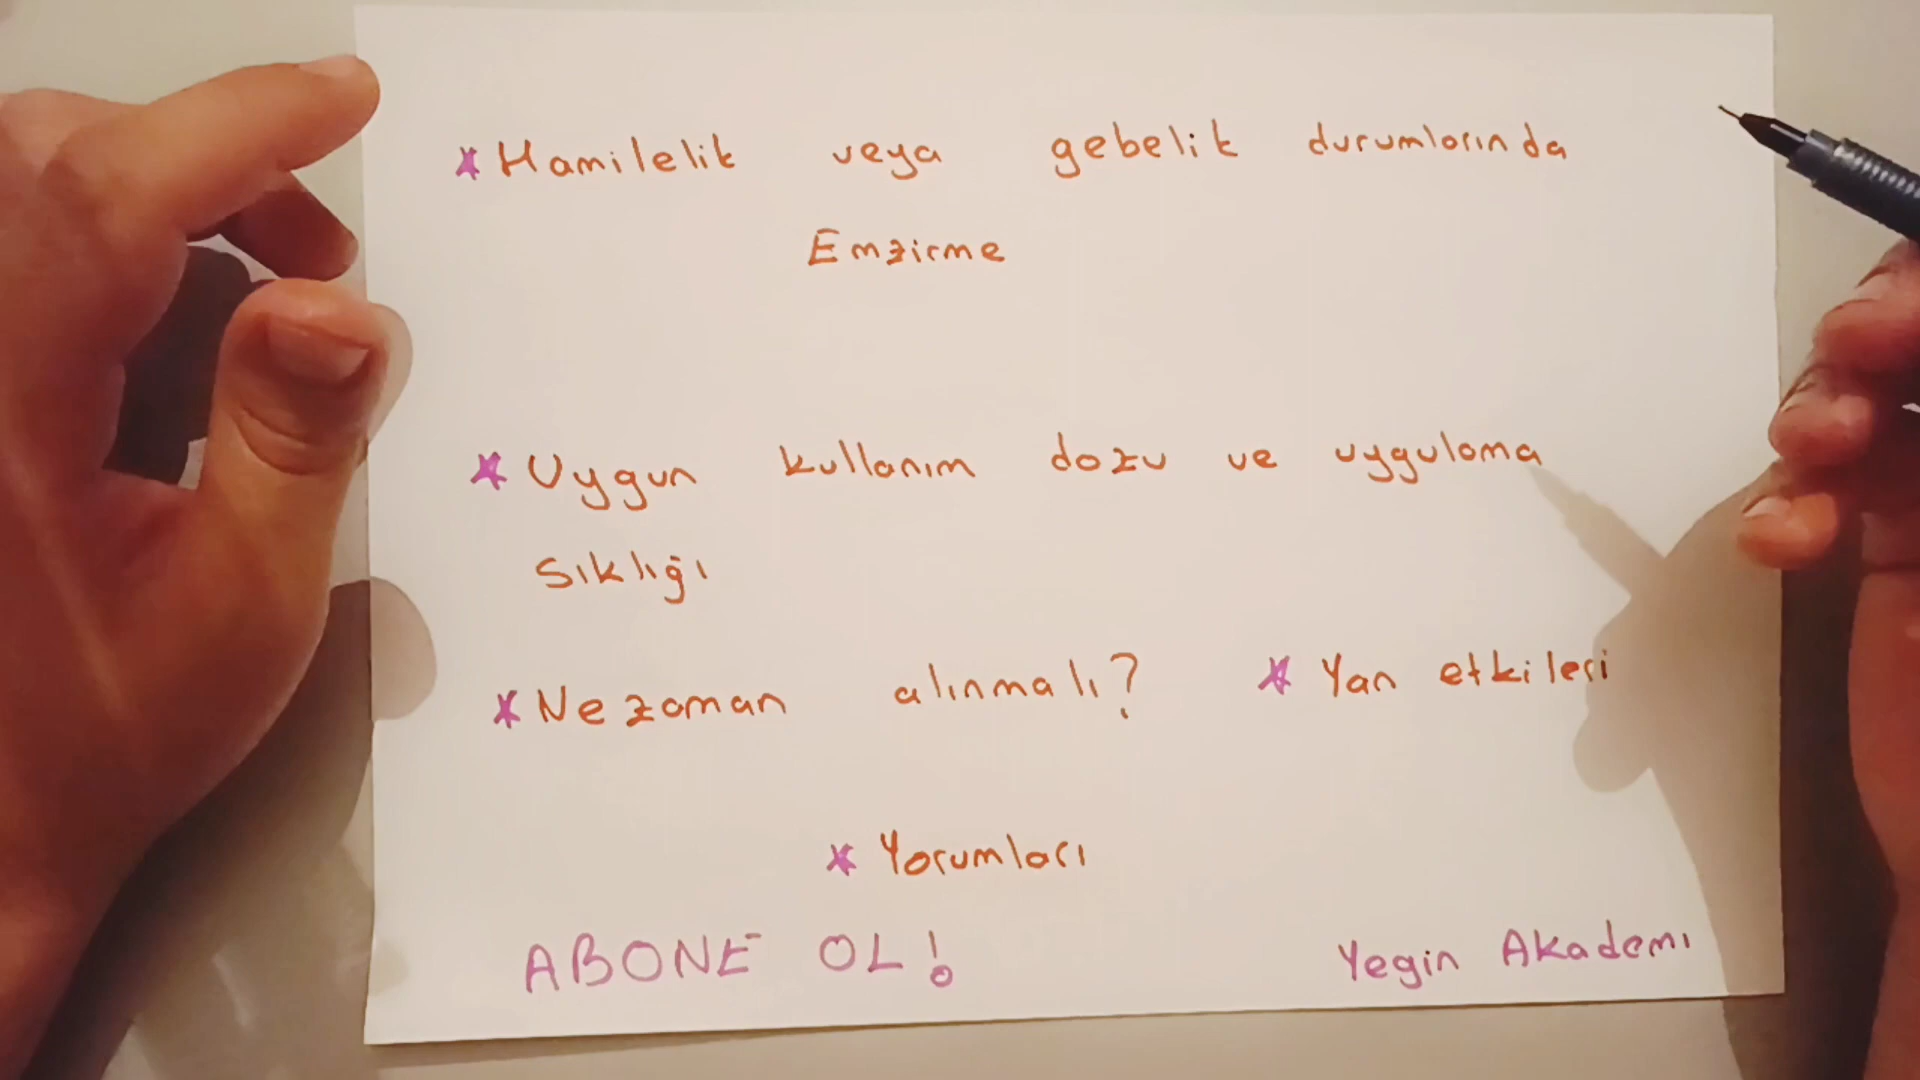 * Hamilelik veya gebelik durumlarında
Emzirme
* Uygun kullanım dozu ve uygulama
sıklığı
* Ne zaman alınmalı? * Yan etkileri
* Yorumları
ABONE OL!
Yegin Akademi